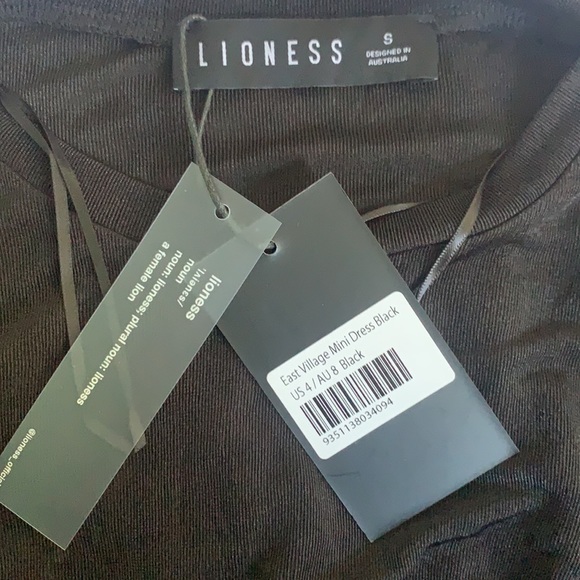 LIONESS
S
DESIGNED IN
AUSTRALIA
lioness
noun
noun: lioness; plural noun: lioness
a female lion
East Village Mini Dress Black
US 4 / AU 8 Black
9351138034094